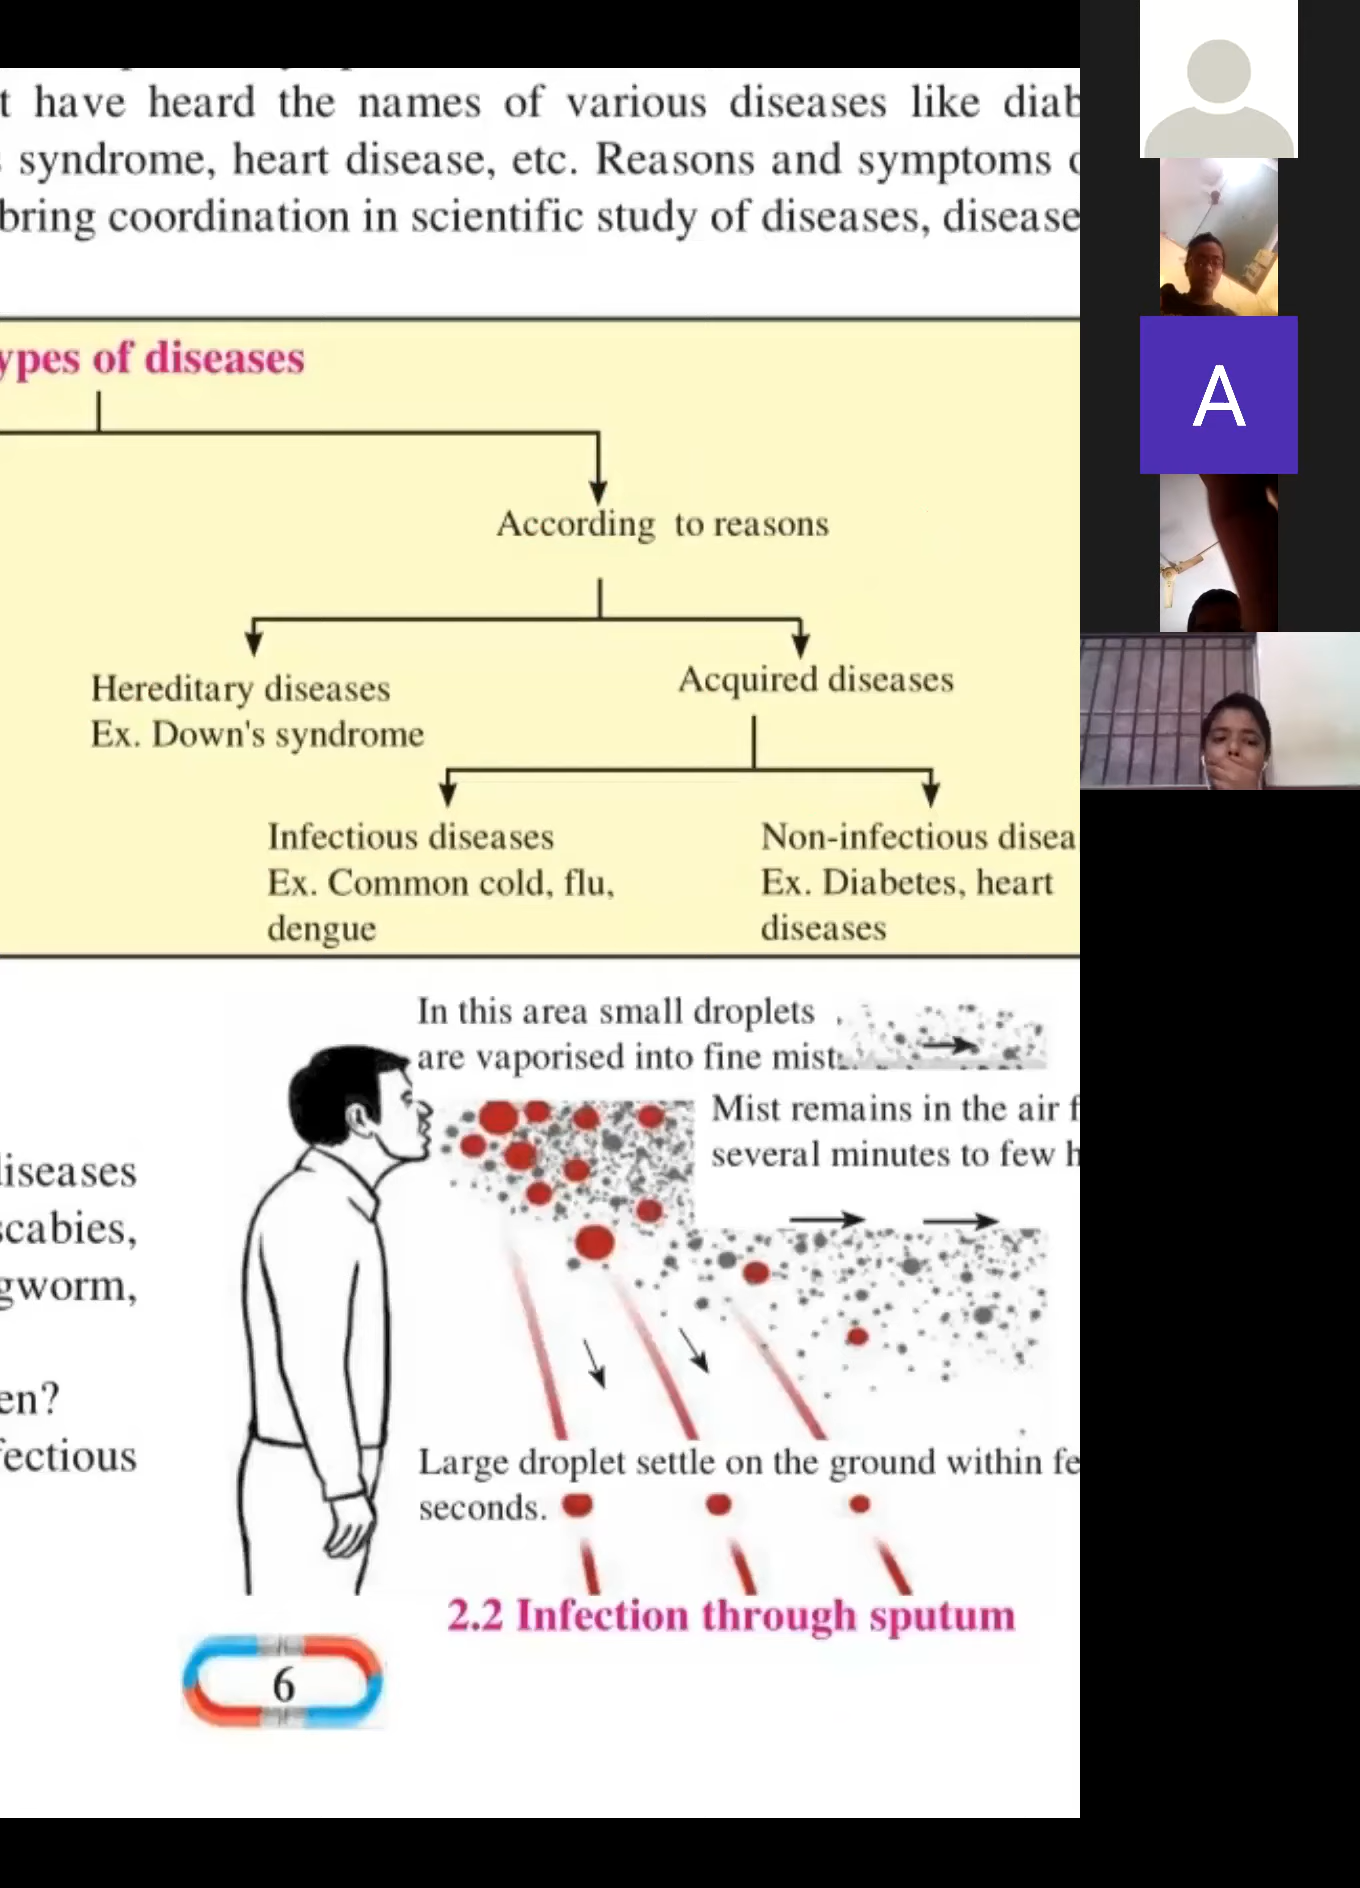 t have heard the names of various diseases like
syndrome, heart disease, etc. Reasons and symptoms
bring coordination in scientific study of diseases, disease
ypes of diseases
According to reasons
Hereditary diseases
Ex. Down's syndrome
Acquired diseases
Infectious diseases
Ex. Common cold, flu,
dengue
Non-infectious disea
Ex. Diabetes, heart
diseases
In this area small droplets
are vaporised into fine mist.
Mist remains in the air f
several minutes to few h
iseases
scabies,
gworm,
en?
fectious
Large droplet settle on the ground within fe
seconds.
2.2 Infection through sputum
6
A